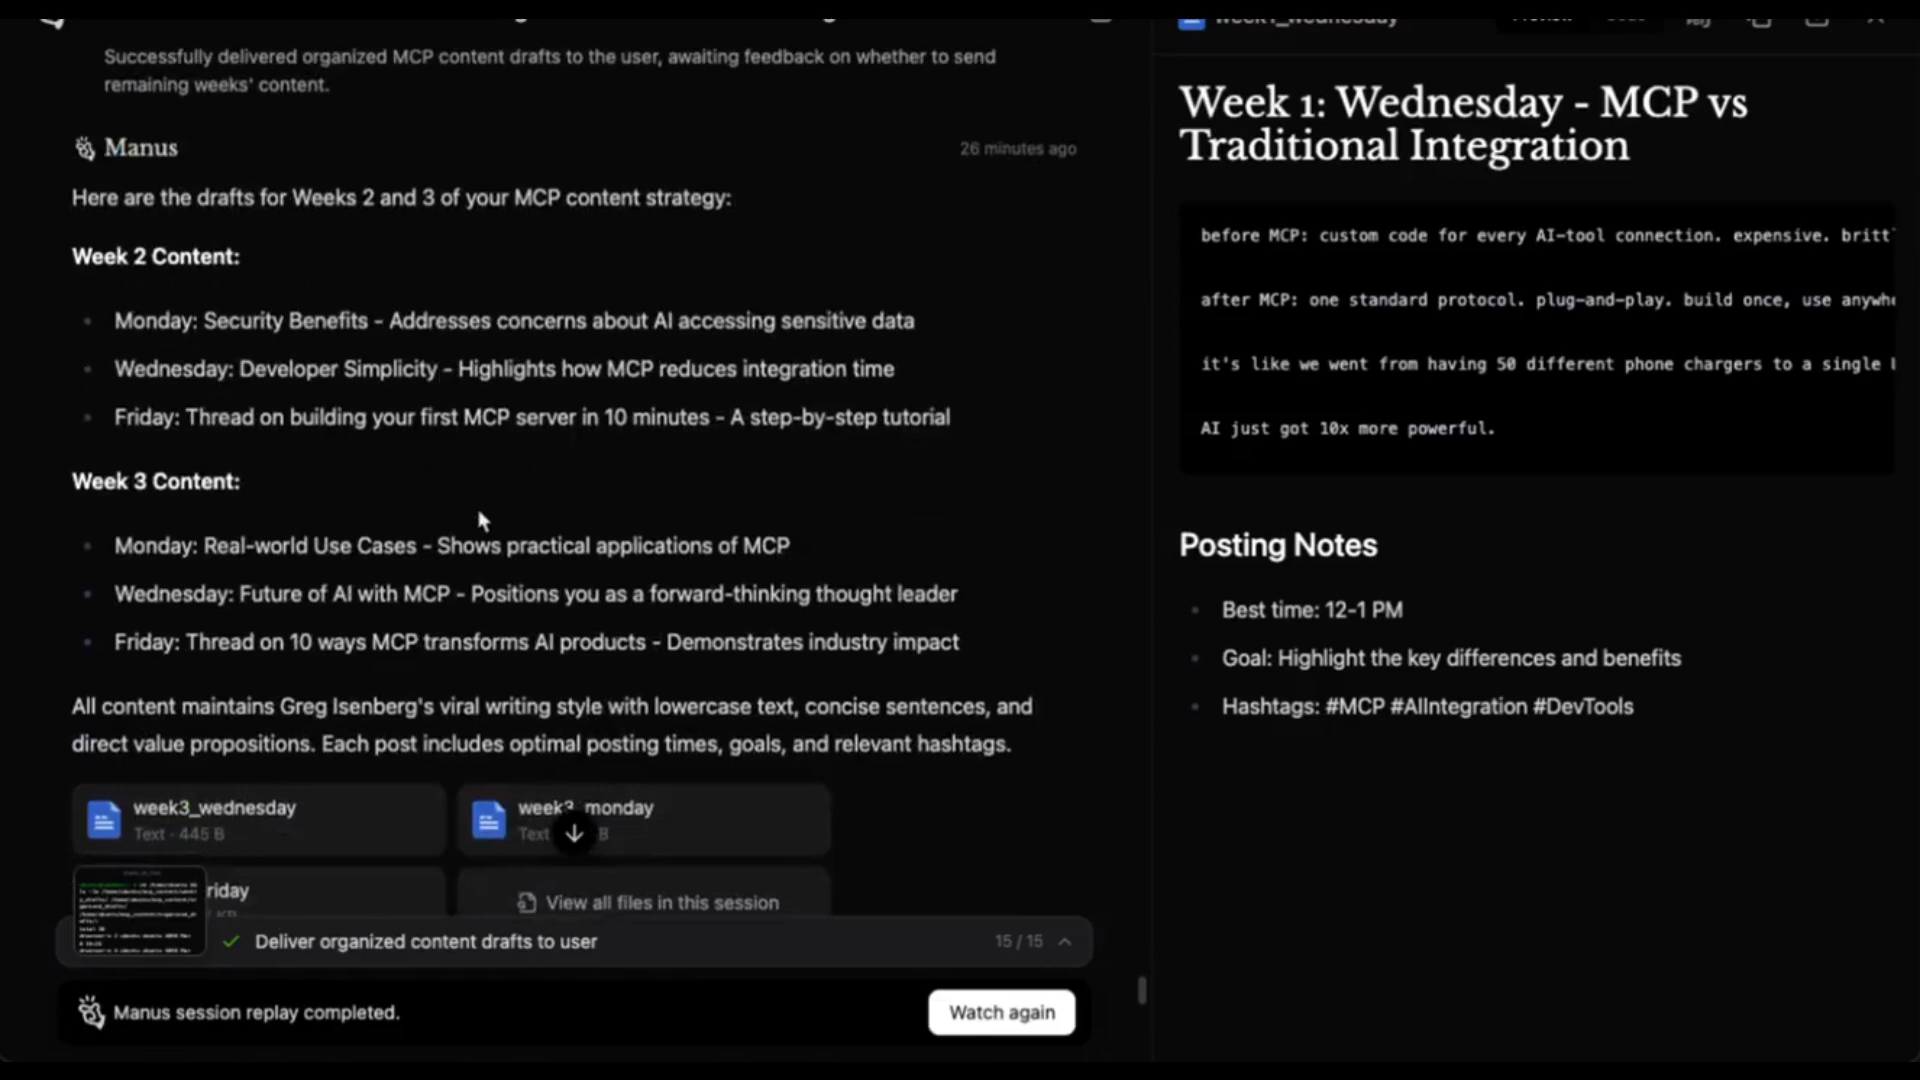 Successfully delivered organized MCP content drafts to the user, awaiting feedback on whether to send
remaining weeks' content.
Manus
26 minutes ago
Here are the drafts for Weeks 2 and 3 of your MCP content strategy:
Week 2 Content:
Monday: Security Benefits - Addresses concerns about AI accessing sensitive data
Wednesday: Developer Simplicity - Highlights how MCP reduces integration time
Friday: Thread on building your first MCP server in 10 minutes - A step-by-step tutorial
Week 3 Content:
Monday: Real-world Use Cases - Shows practical applications of MCP
Wednesday: Future of AI with MCP - Positions you as a forward-thinking thought leader
Friday: Thread on 10 ways MCP transforms AI products - Demonstrates industry impact
All content maintains Greg Isenberg's viral writing style with lowercase text, concise sentences, and
direct value propositions. Each post includes optimal posting times, goals, and relevant hashtags.
week3_wednesday
Text · 445 B
week3_monday
Text B
riday
KB
View all files in this session
Deliver organized content drafts to user
15 / 15
Manus session replay completed.
Watch again
week1_wednesday
Week 1: Wednesday - MCP vs
Traditional Integration
before MCP: custom code for every AI-tool connection. expensive. britt
after MCP: one standard protocol. plug-and-play. build once, use anywhe
it's like we went from having 50 different phone chargers to a single
AI just got 10x more powerful.
Posting Notes
Best time: 12-1 PM
Goal: Highlight the key differences and benefits
Hashtags: #MCP #AIIntegration #DevTools